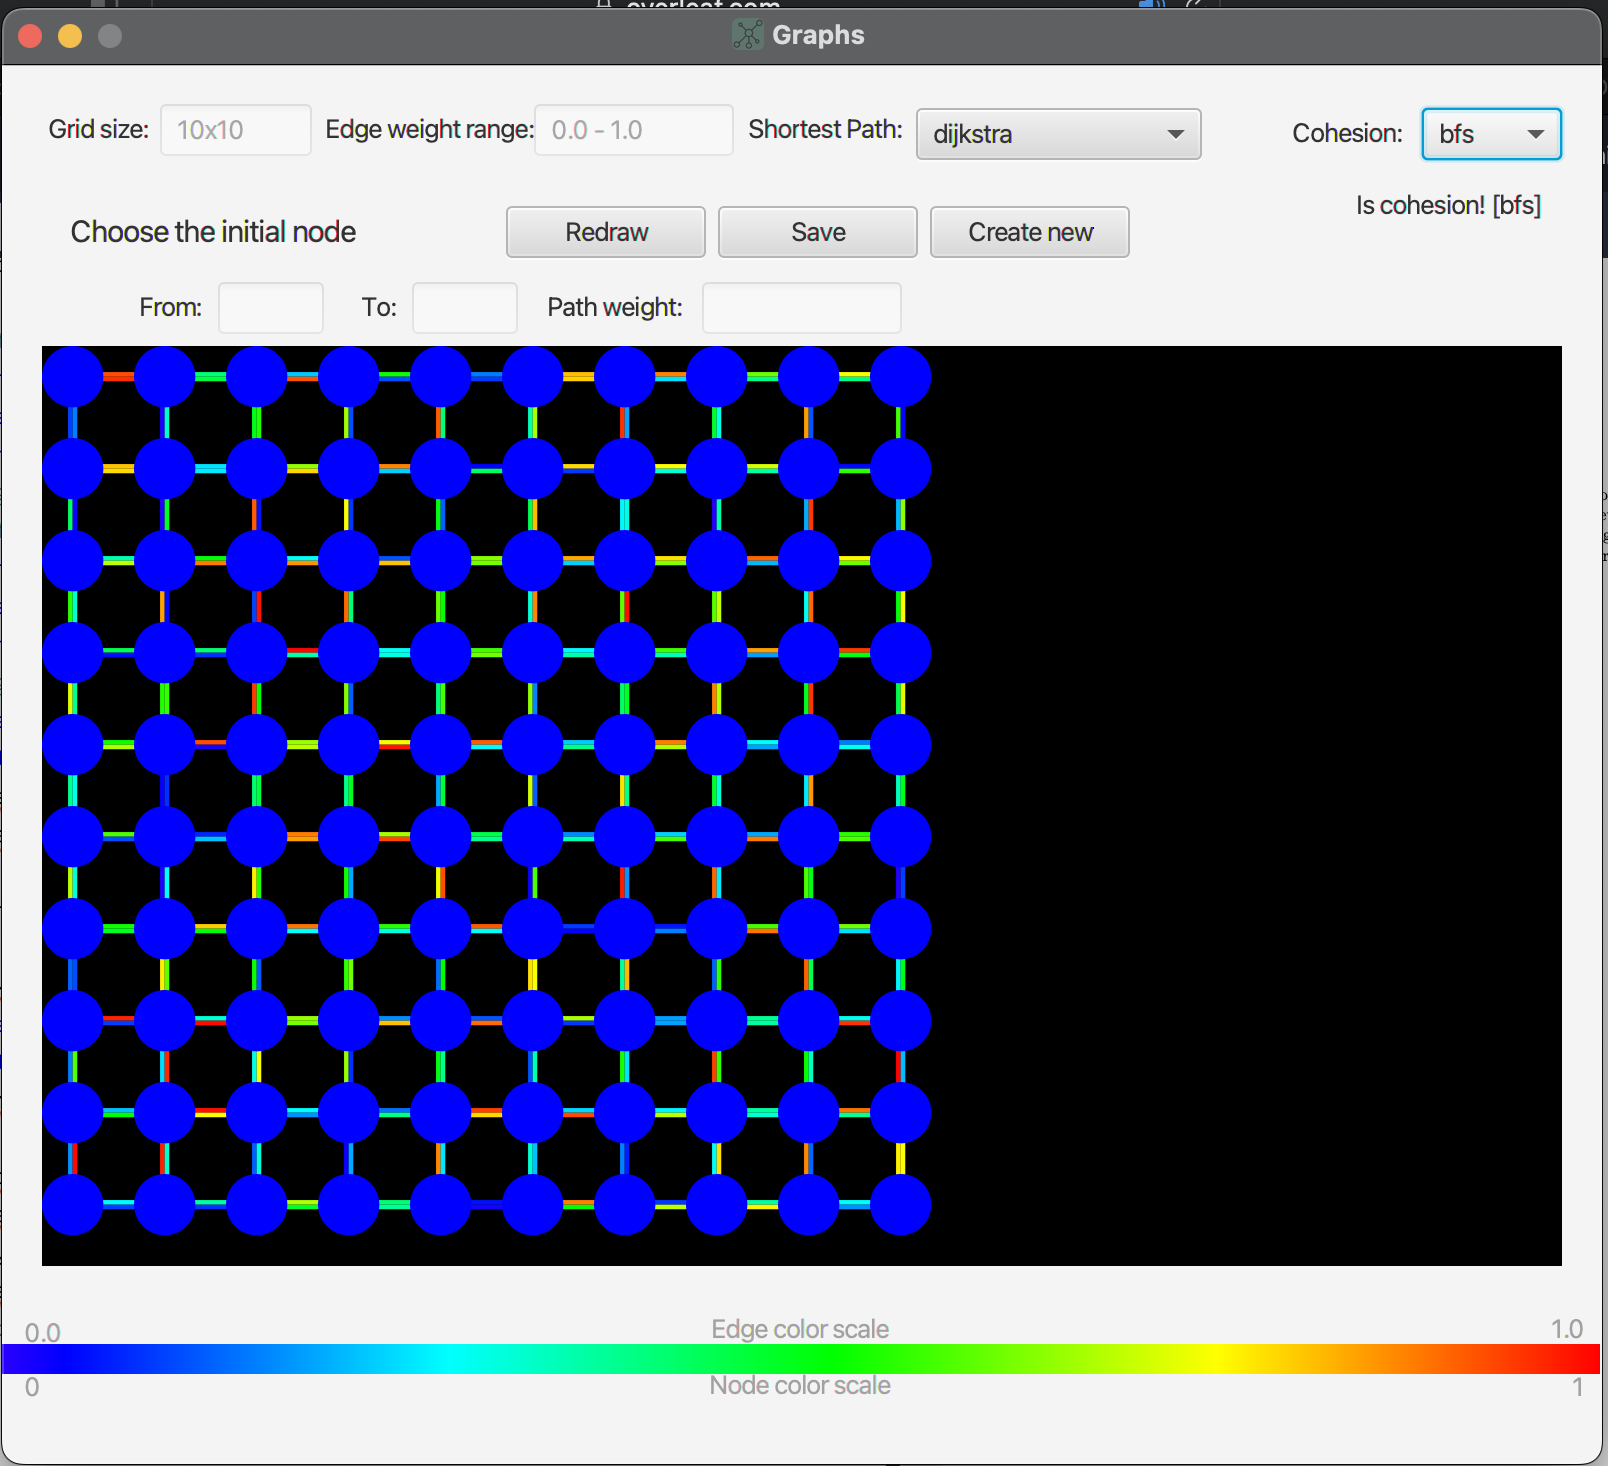 overleaf.com
Graphs
Grid size: 10x10 Edge weight range: 0.0 - 1.0 Shortest Path: dijkstra Cohesion: bfs
Is cohesion! [bfs]
Choose the initial node Redraw Save Create new
From: To: Path weight:
0.0 Edge color scale 1.0
0 Node color scale 1